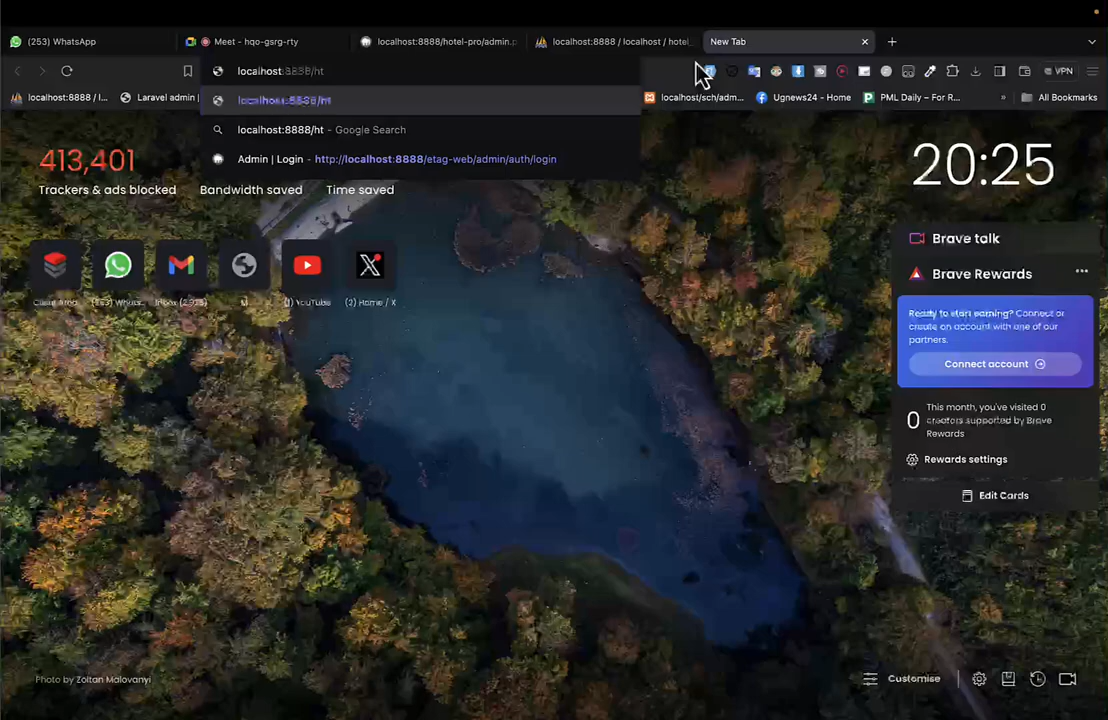 (253) WhatsApp
Meet - hqo-gsrg-rty
localhost:8888/hotel-pro/admin.p
localhost:8888 / localhost / hotel
New Tab
localhost:8888/ht
VPN
localhost:8888 / l...
Laravel admin
localhost/sch/adm...
Ugnews24 - Home
PML Daily – For R...
»
All Bookmarks
localhost:8888/ht
localhost:8888/ht - Google Search
Admin | Login - http://localhost:8888/etag-web/admin/auth/login
413,401
Trackers & ads blocked
Bandwidth saved
Time saved
20:25
Brave talk
Brave Rewards
Ready to start earning? Connect or
create an account with one of our
partners.
Connect account
0
This month, you've visited 0
creators supported by Brave
Rewards
Rewards settings
Edit Cards
YouTube
(2) Home / X
Photo by Zoltan Malovanyi
Customise